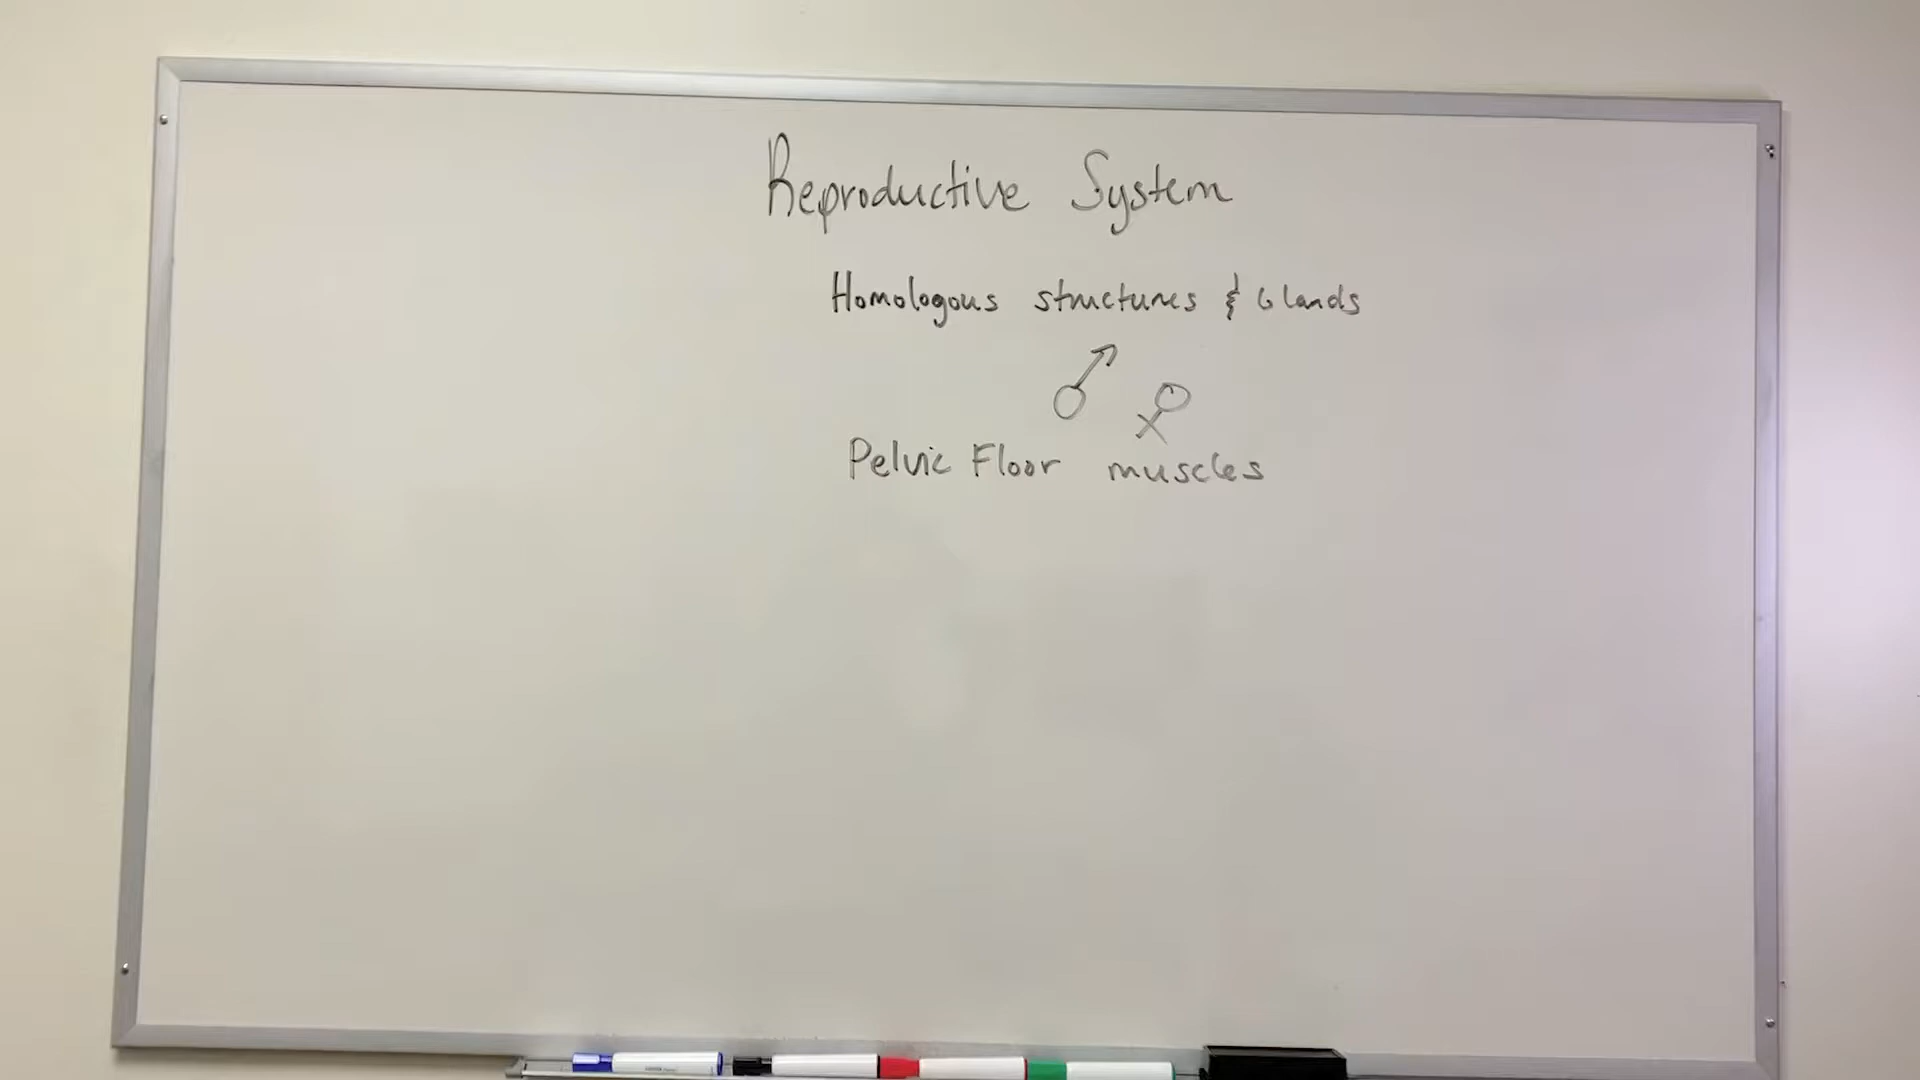 Reproductive System
Homologous structures & Glands
♂ ♀
Pelvic Floor muscles